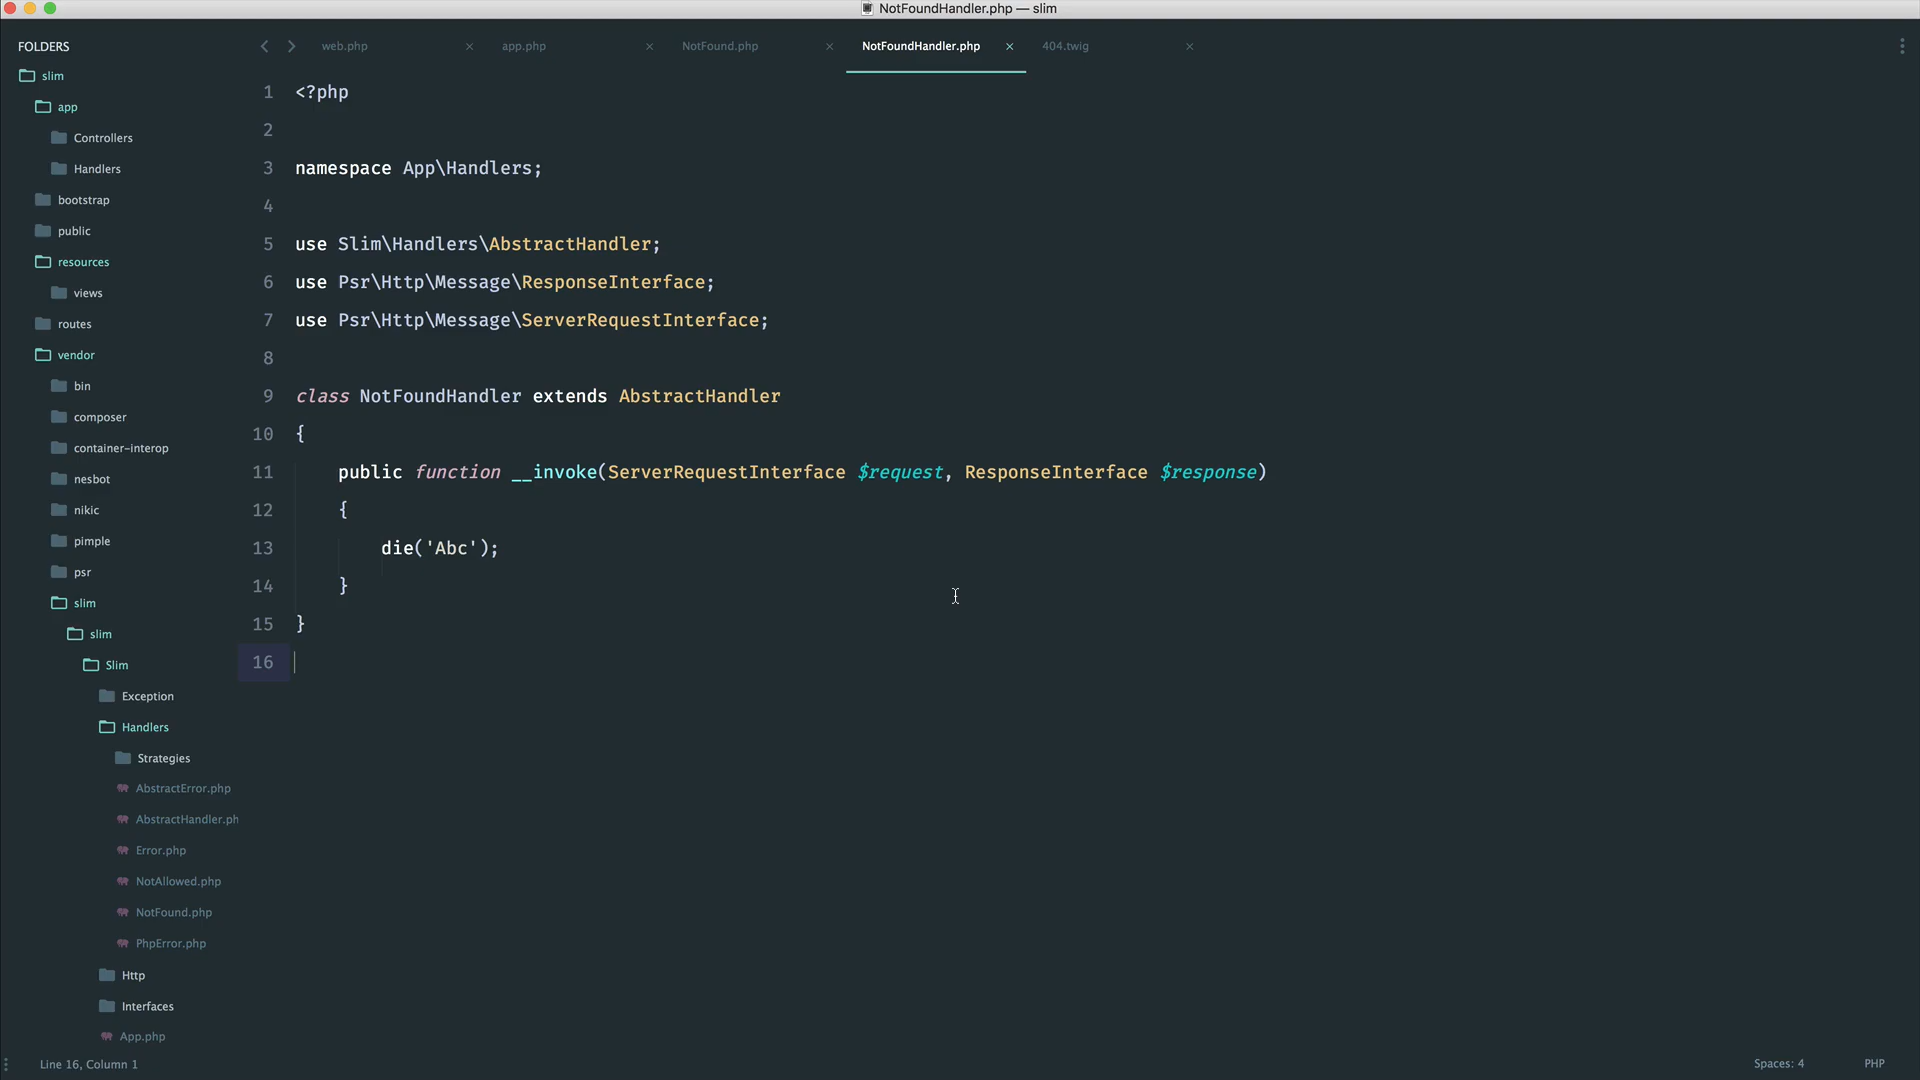 NotFoundHandler.php — slim
FOLDERS
slim
app
Controllers
Handlers
bootstrap
public
resources
views
routes
vendor
bin
composer
container-interop
nesbot
nikic
pimple
psr
slim
slim
Slim
Exception
Handlers
Strategies
AbstractError.php
AbstractHandler.ph
Error.php
NotAllowed.php
NotFound.php
PhpError.php
Http
Interfaces
App.php
web.php
app.php
NotFound.php
NotFoundHandler.php
404.twig
1 <?php
2
3 namespace App\Handlers;
4
5 use Slim\Handlers\AbstractHandler;
6 use Psr\Http\Message\ResponseInterface;
7 use Psr\Http\Message\ServerRequestInterface;
8
9 class NotFoundHandler extends AbstractHandler
10 {
11 public function __invoke(ServerRequestInterface $request, ResponseInterface $response)
12 {
13 die('Abc');
14 }
15 }
16
Line 16, Column 1
Spaces: 4
PHP